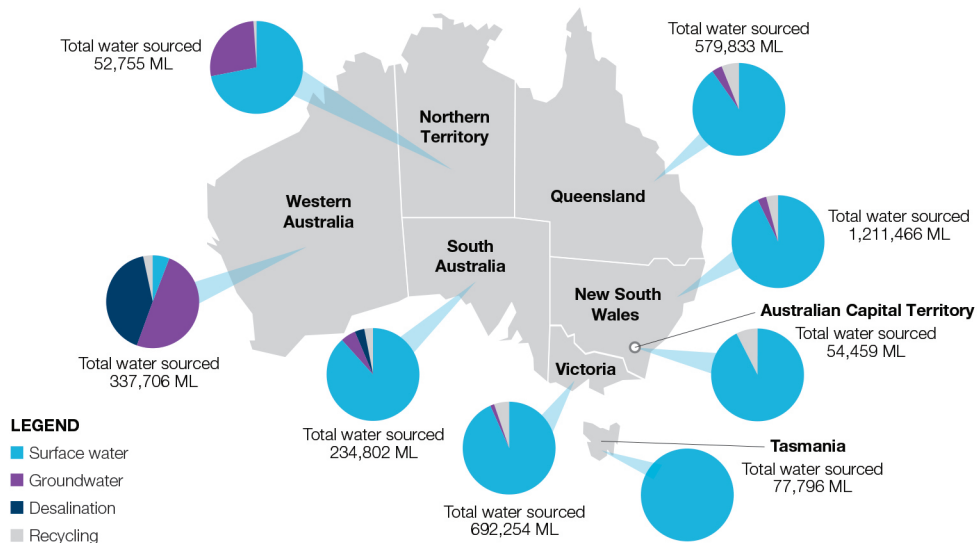 Total water sourced
52,755 ML
Total water sourced
579,833 ML
Northern
Territory
Queensland
Western
Australia
South
Australia
Total water sourced
1,211,466 ML
New South
Wales
Australian Capital Territory
Total water sourced
54,459 ML
Total water sourced
337,706 ML
Victoria
Total water sourced
234,802 ML
Tasmania
Total water sourced
77,796 ML
Total water sourced
692,254 ML
LEGEND
Surface water
Groundwater
Desalination
Recycling